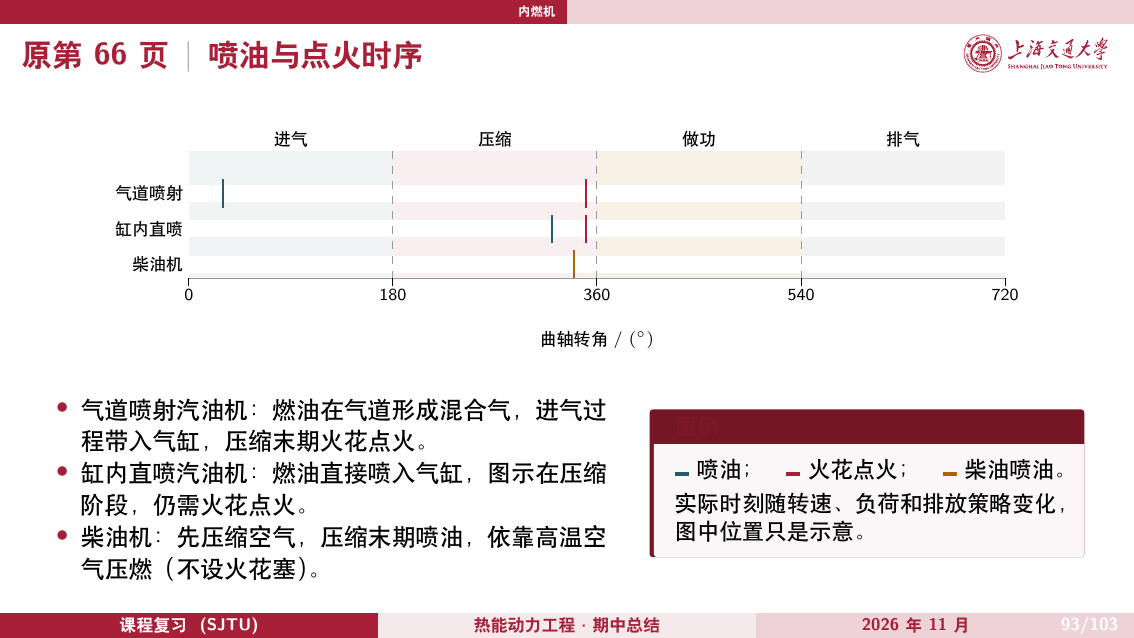 内燃机
原第 66 页 | 喷油与点火时序
上海交通大学
SHANGHAI JIAO TONG UNIVERSITY
进气 压缩 做功 排气
气道喷射
缸内直喷
柴油机
0 180 360 540 720
曲轴转角 / (°)
• 气道喷射汽油机：燃油在气道形成混合气，进气过
程带入气缸，压缩末期火花点火。
• 缸内直喷汽油机：燃油直接喷入气缸，图示在压缩
阶段，仍需火花点火。
• 柴油机：先压缩空气，压缩末期喷油，依靠高温空
气压燃（不设火花塞）。
图例
喷油； 火花点火； 柴油喷油。
实际时刻随转速、负荷和排放策略变化，
图中位置只是示意。
课程复习 (SJTU) 热能动力工程 · 期中总结 2026 年 11 月 93/103